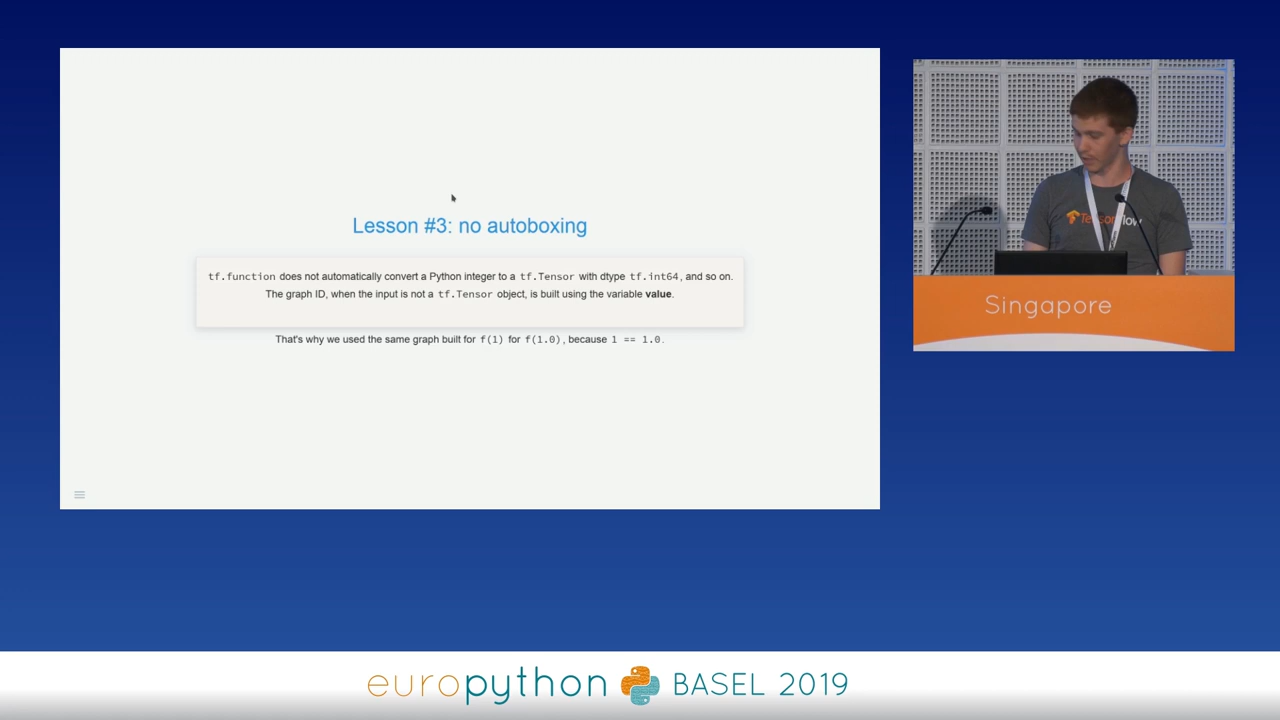 Lesson #3: no autoboxing
tf.function does not automatically convert a Python integer to a tf.Tensor with dtype tf.int64, and so on.
The graph ID, when the input is not a tf.Tensor object, is built using the variable value.
That's why we used the same graph built for f(1) for f(1.0), because 1 == 1.0.
TensorFlow
Singapore
europython BASEL 2019